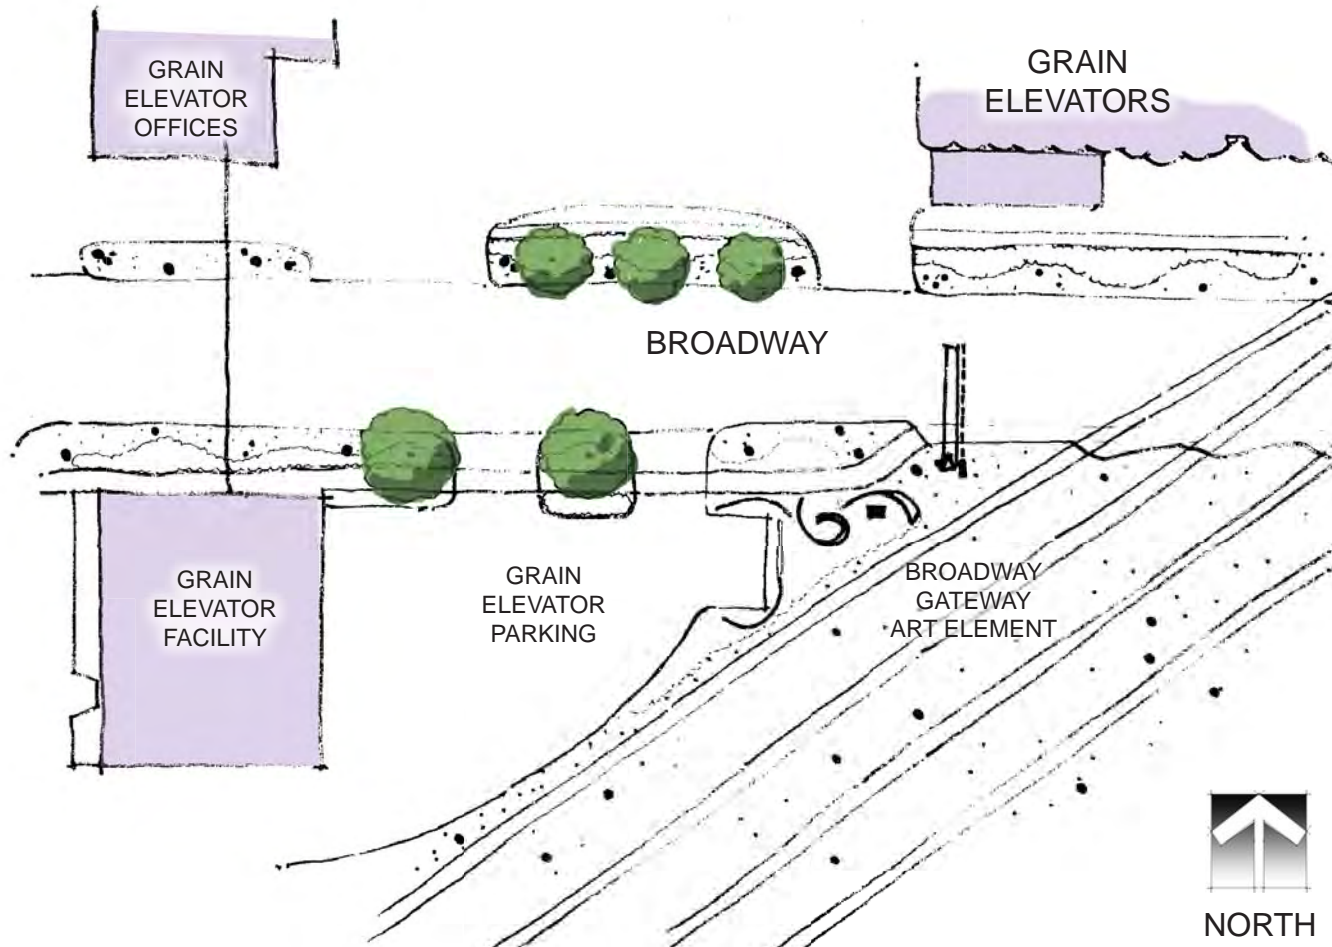 GRAIN
ELEVATOR
OFFICES
GRAIN
ELEVATORS
BROADWAY
GRAIN
ELEVATOR
FACILITY
GRAIN
ELEVATOR
PARKING
BROADWAY
GATEWAY
ART ELEMENT
NORTH